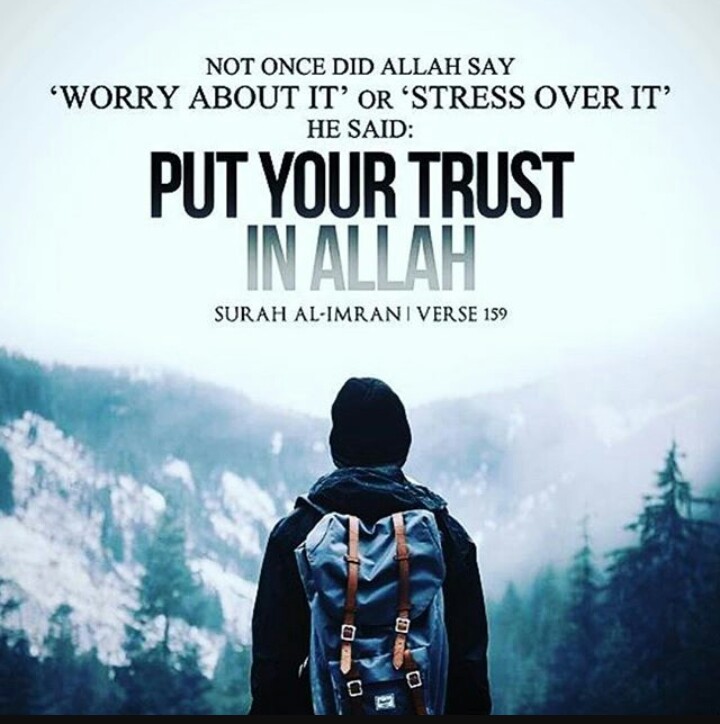 NOT ONCE DID ALLAH SAY
‘WORRY ABOUT IT’ OR ‘STRESS OVER IT’
HE SAID:
PUT YOUR TRUST
IN ALLAH
SURAH AL-IMRAN | VERSE 159